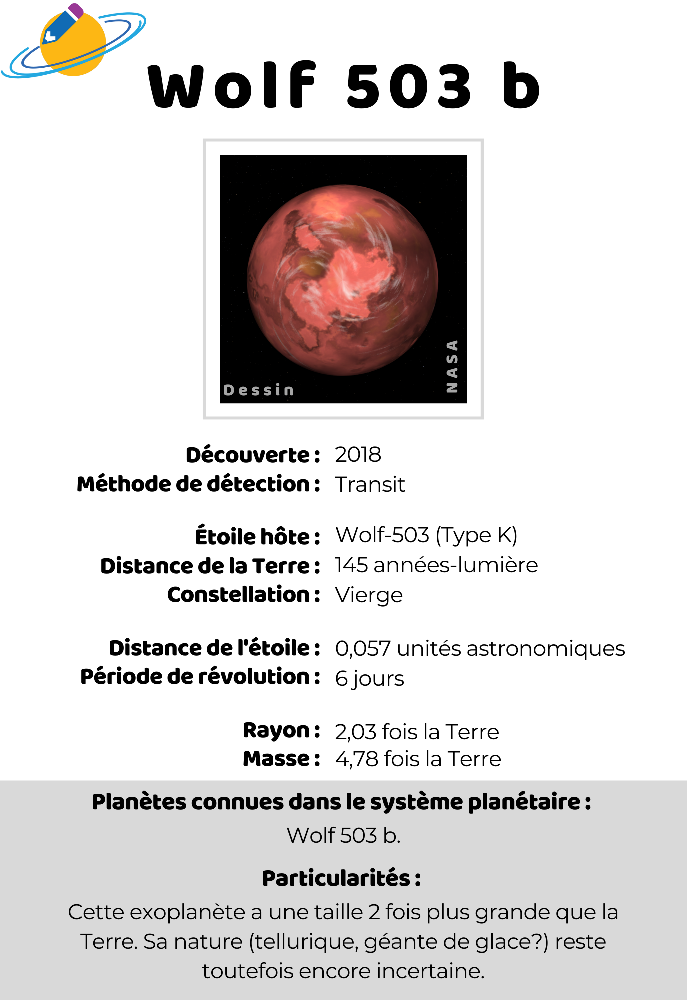 Wolf 503 b
Dessin
NASA
Découverte : 2018
Méthode de détection : Transit
Étoile hôte : Wolf-503 (Type K)
Distance de la Terre : 145 années-lumière
Constellation : Vierge
Distance de l'étoile : 0,057 unités astronomiques
Période de révolution : 6 jours
Rayon : 2,03 fois la Terre
Masse : 4,78 fois la Terre
Planètes connues dans le système planétaire :
Wolf 503 b.
Particularités :
Cette exoplanète a une taille 2 fois plus grande que la
Terre. Sa nature (tellurique, géante de glace?) reste
toutefois encore incertaine.